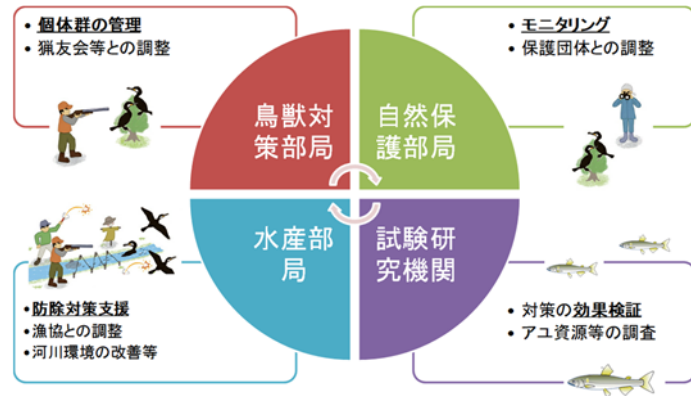 • 個体群の管理
• 猟友会等との調整
• モニタリング
• 保護団体との調整
鳥獣対
策部局
自然保
護部局
水産部
局
試験研
究機関
•防除対策支援
•漁協との調整
•河川環境の改善等
• 対策の効果検証
• アユ資源等の調査